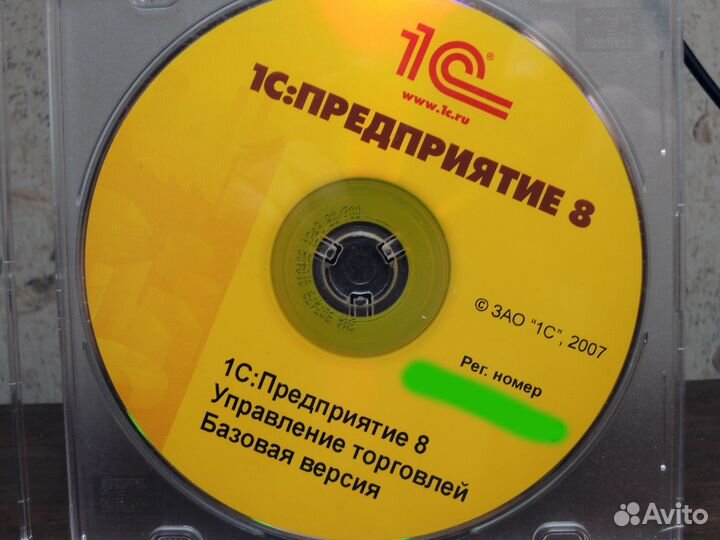 1С®
www.1c.ru
1С:ПРЕДПРИЯТИЕ 8
© ЗАО "1С", 2007
Рег. номер
1С:Предприятие 8
Управление торговлей
Базовая версия
Avito